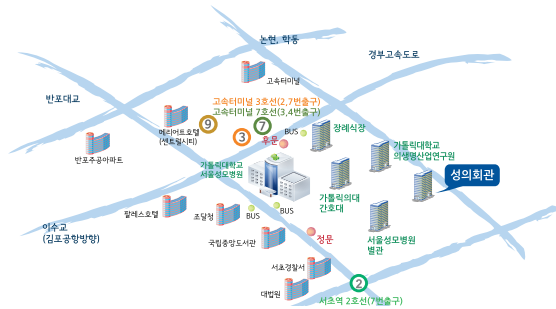 논현, 학동
경부고속도로
고속터미널
반포대교
고속터미널 3호선(2,7번출구)
고속터미널 7호선(3,4번출구)
메리어트호텔
(센트럴시티)
9
7
3
BUS
장례식장
후문
반포주공아파트
가톨릭대학교
의생명산업연구원
가톨릭대학교
서울성모병원
성의회관
가톨릭의대
간호대
팔레스호텔
조달청
BUS
BUS
이수교
(김포공항방향)
국립중앙도서관
정문
서울성모병원
별관
서초경찰서
대법원
2
서초역 2호선(7번출구)